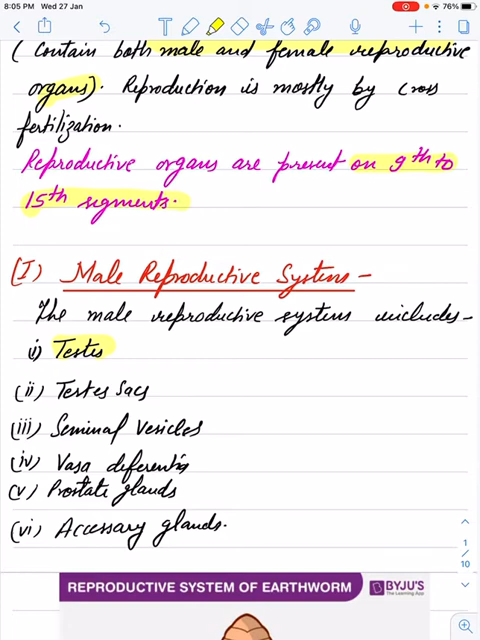 8:05 PM Wed 27 Jan
76%
(Contain both male and female reproductive
organs). Reproduction is mostly by cross
fertilization.
Reproductive organs are present on 9th to
15th segments.
(I) Male Reproductive System -
The male reproductive system includes -
i) Testes
(ii) Testes Sacs
(iii) Seminal Vesicles
(iv) Vasa deferentia
(v) Prostate glands
(vi) Accessary glands.
1
/
10
REPRODUCTIVE SYSTEM OF EARTHWORM
BYJU'S
The Learning App